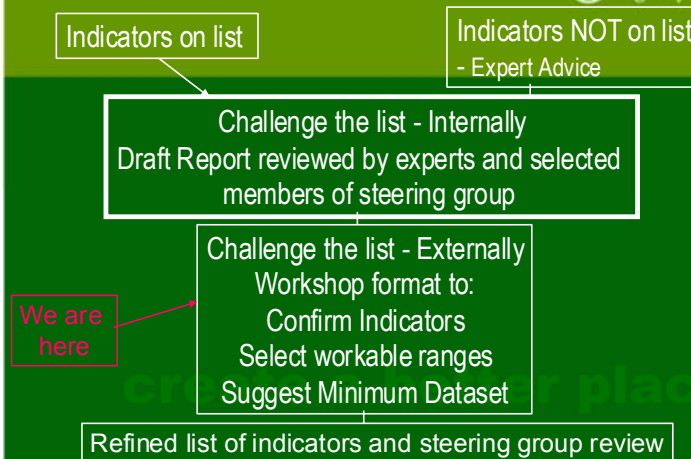 Indicators on list
Indicators NOT on list
- Expert Advice
Challenge the list - Internally
Draft Report reviewed by experts and selected
members of steering group
Challenge the list - Externally
Workshop format to:
Confirm Indicators
Select workable ranges
Suggest Minimum Dataset
We are
here
Refined list of indicators and steering group review